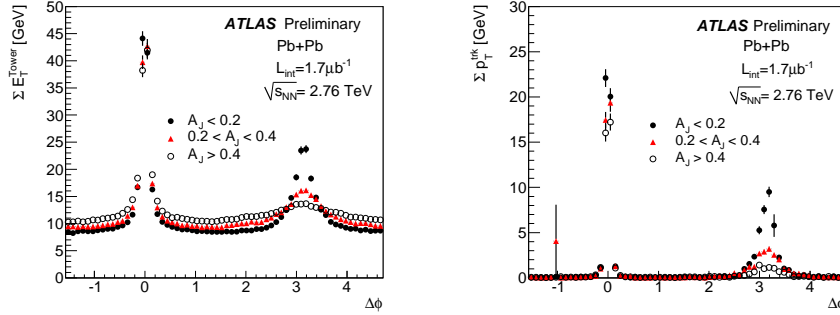 Σ E_T^Tower [GeV]
50
45
40
35
30
25
20
15
10
5
0
ATLAS Preliminary
Pb+Pb
L_int=1.7μb⁻¹
√s_NN= 2.76 TeV
A_J < 0.2
0.2 < A_J < 0.4
A_J > 0.4
-1 0 1 2 3 4
Δϕ
Σ p_T^trk [GeV]
30
25
20
15
10
5
0
ATLAS Preliminary
Pb+Pb
L_int=1.7μb⁻¹
√s_NN= 2.76 TeV
A_J < 0.2
0.2 < A_J < 0.4
A_J > 0.4
-1 0 1 2 3 4